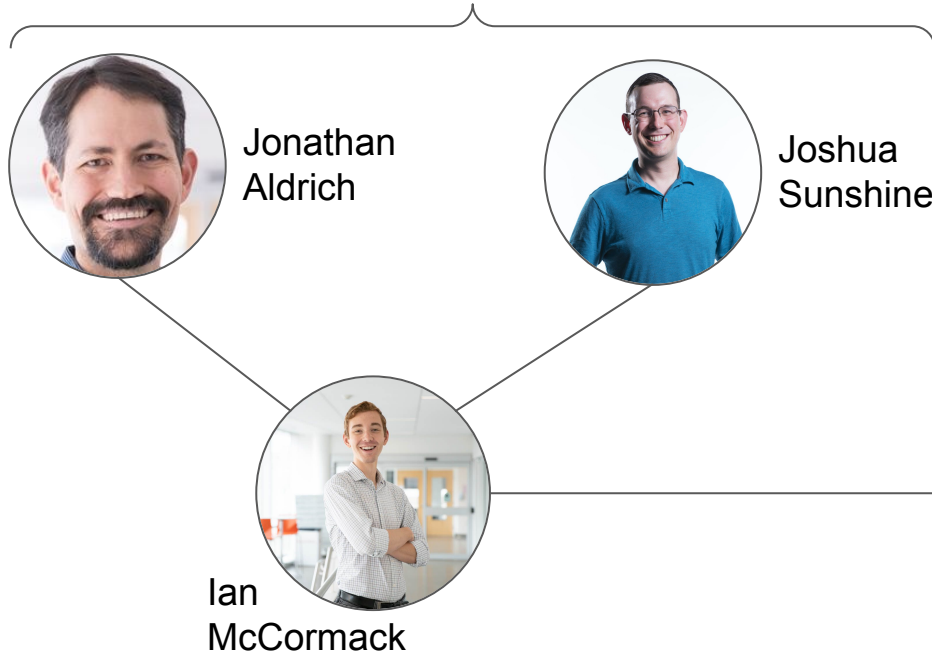 Jonathan
Aldrich
Joshua
Sunshine
Ian
McCormack